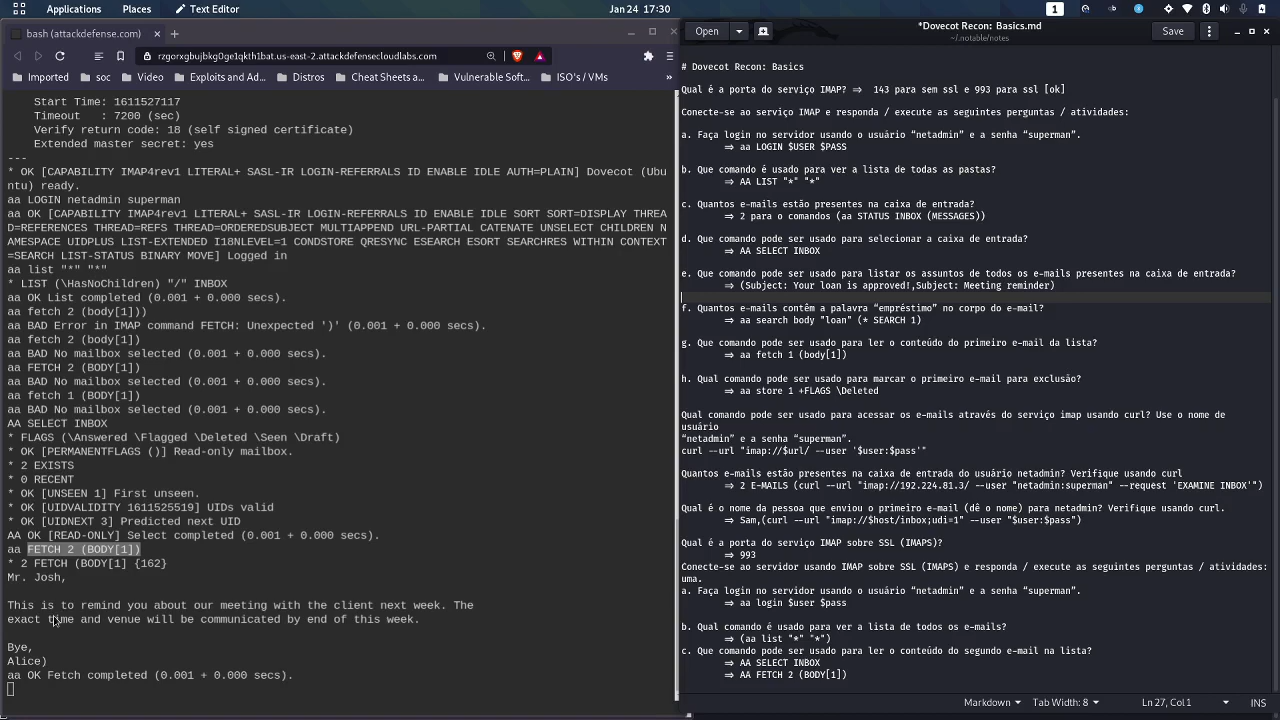 Applications
Places
Text Editor
Jan 24 17:30
1
bash (attackdefense.com)
rzgorxgbujbkg0ge1qkth1bat.us-east-2.attackdefensecloudlabs.com
Imported
soc
Video
Exploits and Ad…
Distros
Cheat Sheets a…
Vulnerable Soft…
ISO's / VMs
»
Start Time: 1611527117
Timeout   : 7200 (sec)
Verify return code: 18 (self signed certificate)
Extended master secret: yes
---
* OK [CAPABILITY IMAP4rev1 LITERAL+ SASL-IR LOGIN-REFERRALS ID ENABLE IDLE AUTH=PLAIN] Dovecot (Ubu
ntu) ready.
aa LOGIN netadmin superman
aa OK [CAPABILITY IMAP4rev1 LITERAL+ SASL-IR LOGIN-REFERRALS ID ENABLE IDLE SORT SORT=DISPLAY THREA
D=REFERENCES THREAD=REFS THREAD=ORDEREDSUBJECT MULTIAPPEND URL-PARTIAL CATENATE UNSELECT CHILDREN N
AMESPACE UIDPLUS LIST-EXTENDED I18NLEVEL=1 CONDSTORE QRESYNC ESEARCH ESORT SEARCHRES WITHIN CONTEXT
=SEARCH LIST-STATUS BINARY MOVE] Logged in
aa list "*" "*"
* LIST (\HasNoChildren) "/" INBOX
aa OK List completed (0.001 + 0.000 secs).
aa fetch 2 (body[1]))
aa BAD Error in IMAP command FETCH: Unexpected ')' (0.001 + 0.000 secs).
aa fetch 2 (body[1])
aa BAD No mailbox selected (0.001 + 0.000 secs).
aa FETCH 2 (BODY[1])
aa BAD No mailbox selected (0.001 + 0.000 secs).
aa fetch 1 (BODY[1])
aa BAD No mailbox selected (0.001 + 0.000 secs).
AA SELECT INBOX
* FLAGS (\Answered \Flagged \Deleted \Seen \Draft)
* OK [PERMANENTFLAGS ()] Read-only mailbox.
* 2 EXISTS
* 0 RECENT
* OK [UNSEEN 1] First unseen.
* OK [UIDVALIDITY 1611525519] UIDs valid
* OK [UIDNEXT 3] Predicted next UID
AA OK [READ-ONLY] Select completed (0.001 + 0.000 secs).
aa FETCH 2 (BODY[1])
* 2 FETCH (BODY[1] {162}
Mr. Josh,
This is to remind you about our meeting with the client next week. The
exact time and venue will be communicated by end of this week.
Bye,
Alice)
aa OK Fetch completed (0.001 + 0.000 secs).
Open
*Dovecot Recon: Basics.md
~/.notable/notes
Save
# Dovecot Recon: Basics
Qual é a porta do serviço IMAP? ⇒  143 para sem ssl e 993 para ssl [ok]
Conecte-se ao serviço IMAP e responda / execute as seguintes perguntas / atividades:
a. Faça login no servidor usando o usuário “netadmin” e a senha “superman”.
⇒ aa LOGIN $USER $PASS
b. Que comando é usado para ver a lista de todas as pastas?
⇒ AA LIST "*" "*"
c. Quantos e-mails estão presentes na caixa de entrada?
⇒ 2 para o comandos (aa STATUS INBOX (MESSAGES))
d. Que comando pode ser usado para selecionar a caixa de entrada?
⇒ AA SELECT INBOX
e. Que comando pode ser usado para listar os assuntos de todos os e-mails presentes na caixa de entrada?
⇒ (Subject: Your loan is approved!,Subject: Meeting reminder)
f. Quantos e-mails contêm a palavra “empréstimo” no corpo do e-mail?
⇒ aa search body "loan" (* SEARCH 1)
g. Que comando pode ser usado para ler o conteúdo do primeiro e-mail da lista?
⇒ aa fetch 1 (body[1])
h. Qual comando pode ser usado para marcar o primeiro e-mail para exclusão?
⇒ aa store 1 +FLAGS \Deleted
Qual comando pode ser usado para acessar os e-mails através do serviço imap usando curl? Use o nome de
usuário
“netadmin” e a senha “superman”.
curl --url "imap://$url/ --user '$user:$pass'"
Quantos e-mails estão presentes na caixa de entrada do usuário netadmin? Verifique usando curl
⇒ 2 E-MAILS (curl --url "imap://192.224.81.3/ --user "netadmin:superman" --request 'EXAMINE INBOX'")
Qual é o nome da pessoa que enviou o primeiro e-mail (dê o nome) para netadmin? Verifique usando curl.
⇒ Sam,(curl --url "imap://$host/inbox;udi=1" --user "$user:$pass")
Qual é a porta do serviço IMAP sobre SSL (IMAPS)?
⇒ 993
Conecte-se ao servidor usando IMAP sobre SSL (IMAPS) e responda / execute as seguintes perguntas / atividades:
uma.
a. Faça login no servidor usando o usuário “netadmin” e a senha “superman”.
⇒ aa login $user $pass
b. Qual comando é usado para ver a lista de todos os e-mails?
⇒ (aa list "*" "*")
c. Que comando pode ser usado para ler o conteúdo do segundo e-mail na lista?
⇒ AA SELECT INBOX
⇒ AA FETCH 2 (BODY[1])
Markdown
Tab Width: 8
Ln 27, Col 1
INS